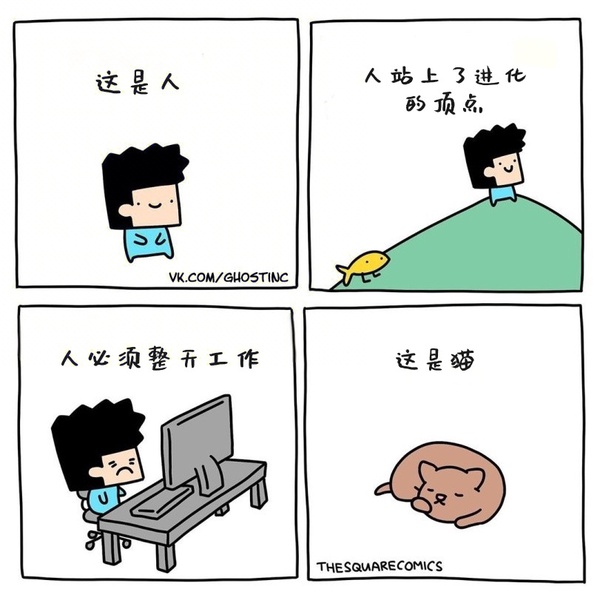 这是人
VK.COM/GHOSTINC
人站上了进化
的顶点
人必须整开工作
这是猫
THESQUARECOMICS